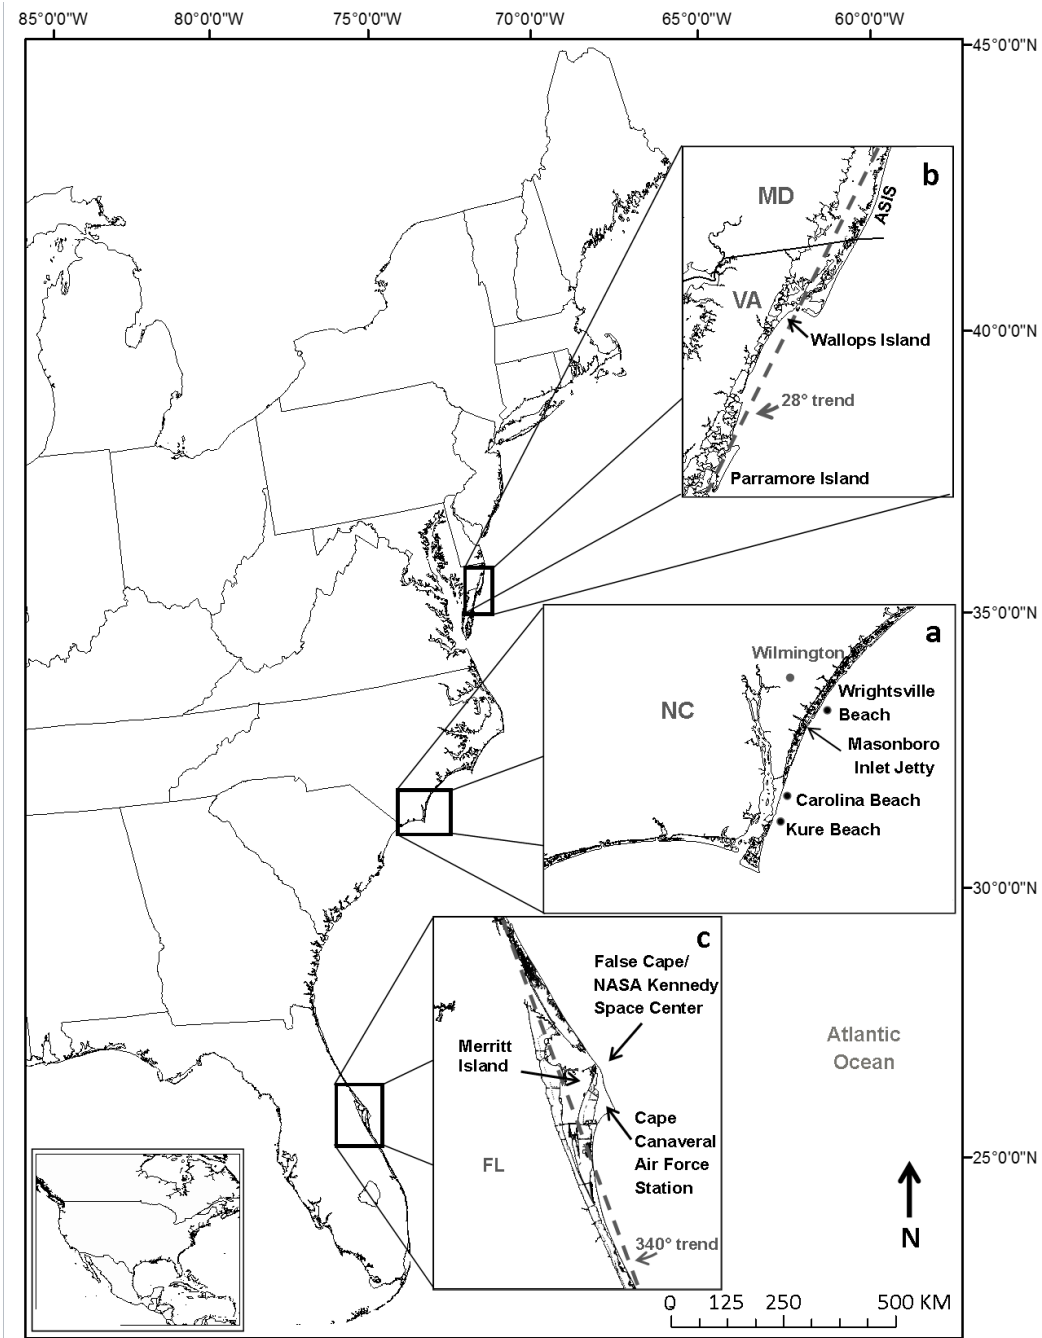 85°0'0"W 80°0'0"W 75°0'0"W 70°0'0"W 65°0'0"W 60°0'0"W
45°0'0"N
b
MD
ASIS
VA
40°0'0"N
Wallops Island
28° trend
Parramore Island
35°0'0"N
a
Wilmington
NC
Wrightsville
Beach
Masonboro
Inlet Jetty
Carolina Beach
Kure Beach
30°0'0"N
c
False Cape/
NASA Kennedy
Space Center
Merritt
Island
Atlantic
Ocean
Cape
Canaveral
Air Force
Station
FL
25°0'0"N
N
340° trend
0 125 250 500 KM